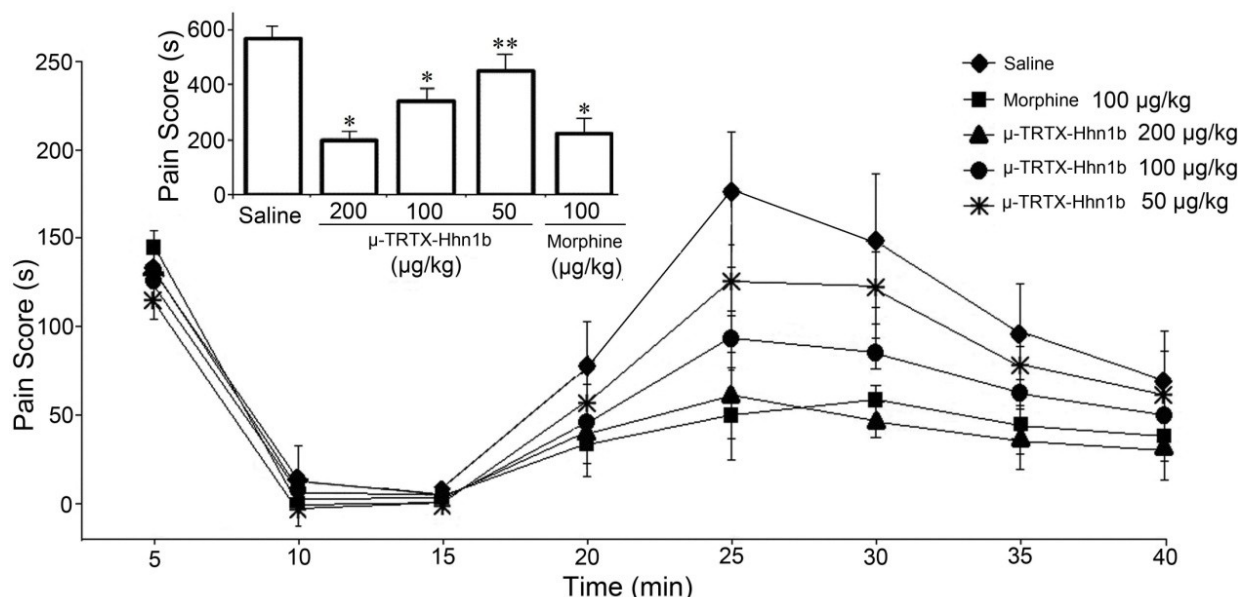 Pain Score (s)
600
400
200
0
*
*
**
*
Saline
200
100
50
100
μ-TRTX-Hhn1b
(μg/kg)
Morphine
(μg/kg)
Saline
Morphine 100 μg/kg
μ-TRTX-Hhn1b 200 μg/kg
μ-TRTX-Hhn1b 100 μg/kg
μ-TRTX-Hhn1b 50 μg/kg
Pain Score (s)
250
200
150
100
50
0
5 10 15 20 25 30 35 40
Time (min)